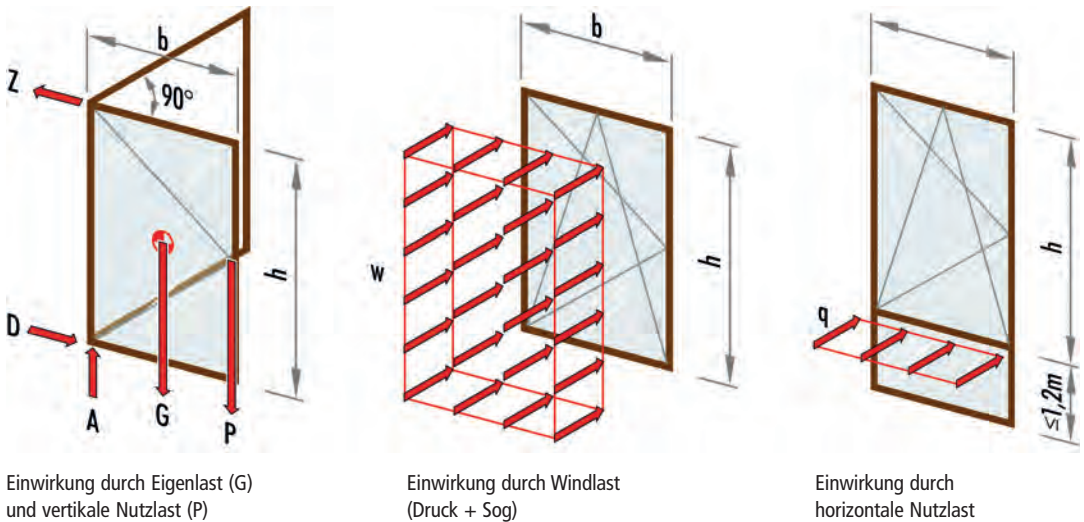 b
Z
90°
h
D
A
G
P
Einwirkung durch Eigenlast (G)
und vertikale Nutzlast (P)
b
w
h
Einwirkung durch Windlast
(Druck + Sog)
h
q
≤1,2m
Einwirkung durch
horizontale Nutzlast